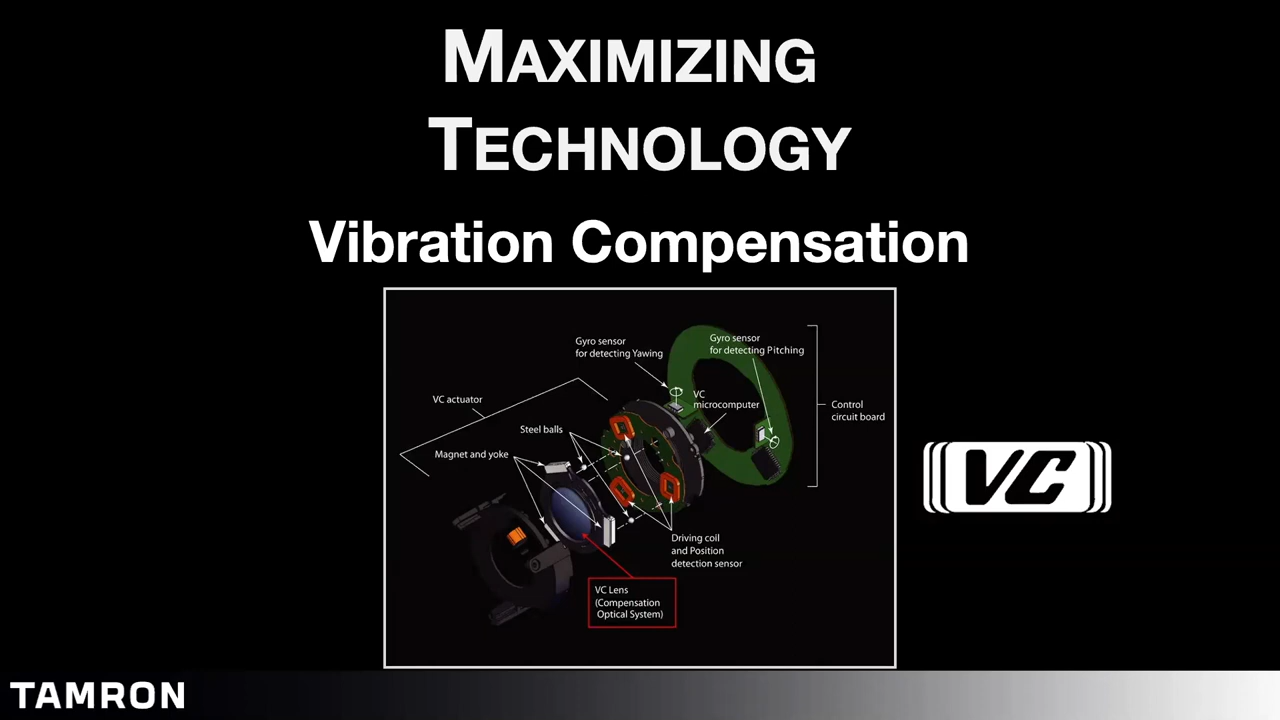 MAXIMIZING
TECHNOLOGY
Vibration Compensation
Gyro sensor
for detecting Yawing
Gyro sensor
for detecting Pitching
VC actuator
VC
microcomputer
Control
circuit board
Steel balls
Magnet and yoke
Driving coil
and Position
detection sensor
VC Lens
(Compensation
Optical System)
VC
TAMRON